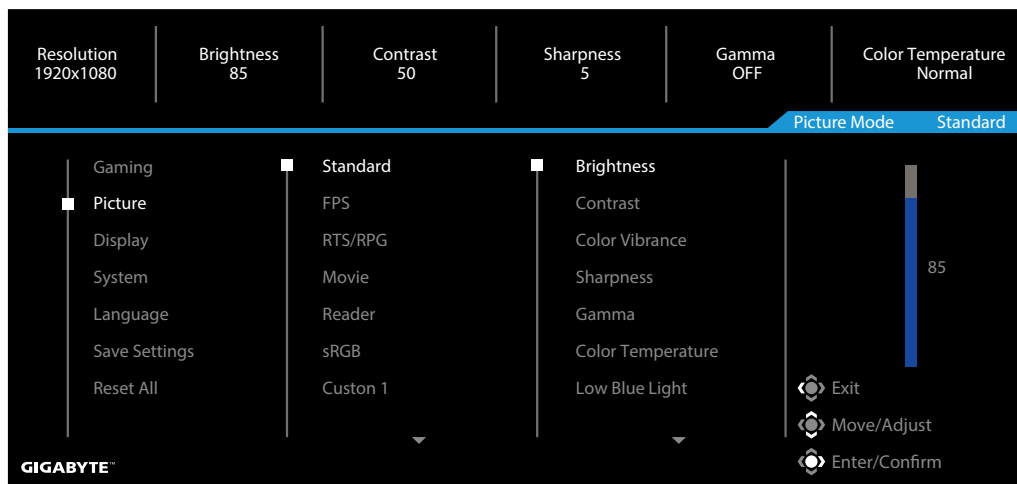 Resolution
1920x1080
Brightness
85
Contrast
50
Sharpness
5
Gamma
OFF
Color Temperature
Normal
Picture Mode Standard
Gaming
Picture
Display
System
Language
Save Settings
Reset All
Standard
FPS
RTS/RPG
Movie
Reader
sRGB
Custon 1
Brightness
Contrast
Color Vibrance
Sharpness
Gamma
Color Temperature
Low Blue Light
85
Exit
Move/Adjust
Enter/Confirm
GIGABYTE™